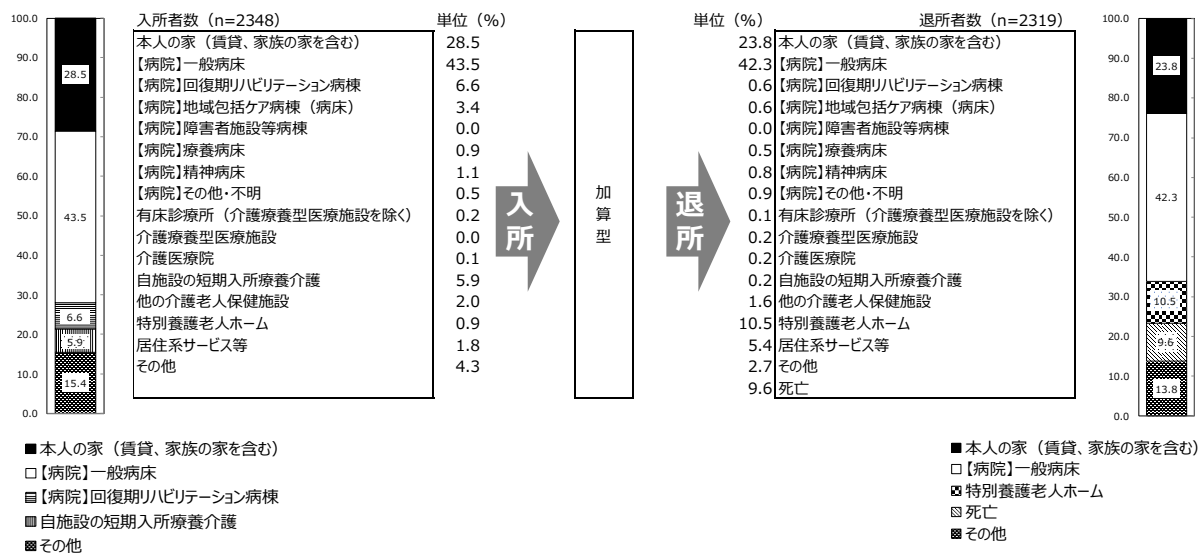 入所者数（n=2348） 単位（%）
本人の家（賃貸、家族の家を含む） 28.5
【病院】一般病床 43.5
【病院】回復期リハビリテーション病棟 6.6
【病院】地域包括ケア病棟（病床） 3.4
【病院】障害者施設等病棟 0.0
【病院】療養病床 0.9
【病院】精神病床 1.1
【病院】その他・不明 0.5
有床診療所（介護療養型医療施設を除く） 0.2
介護療養型医療施設 0.0
介護医療院 0.1
自施設の短期入所療養介護 5.9
他の介護老人保健施設 2.0
特別養護老人ホーム 0.9
居住系サービス等 1.8
その他 4.3
100.0
90.0
80.0
70.0
60.0
50.0
40.0
30.0
20.0
10.0
0.0
28.5
43.5
6.6
5.9
15.4
■本人の家（賃貸、家族の家を含む）
【病院】一般病床
【病院】回復期リハビリテーション病棟
自施設の短期入所療養介護
その他
入所
加算型
退所
単位（%） 退所者数（n=2319）
23.8 本人の家（賃貸、家族の家を含む）
42.3 【病院】一般病床
0.6 【病院】回復期リハビリテーション病棟
0.6 【病院】地域包括ケア病棟（病床）
0.0 【病院】障害者施設等病棟
0.5 【病院】療養病床
0.8 【病院】精神病床
0.9 【病院】その他・不明
0.1 有床診療所（介護療養型医療施設を除く）
0.2 介護療養型医療施設
0.2 介護医療院
0.2 自施設の短期入所療養介護
1.6 他の介護老人保健施設
10.5 特別養護老人ホーム
5.4 居住系サービス等
2.7 その他
9.6 死亡
100.0
90.0
80.0
70.0
60.0
50.0
40.0
30.0
20.0
10.0
0.0
23.8
42.3
10.5
9.6
13.8
■本人の家（賃貸、家族の家を含む）
【病院】一般病床
特別養護老人ホーム
死亡
その他